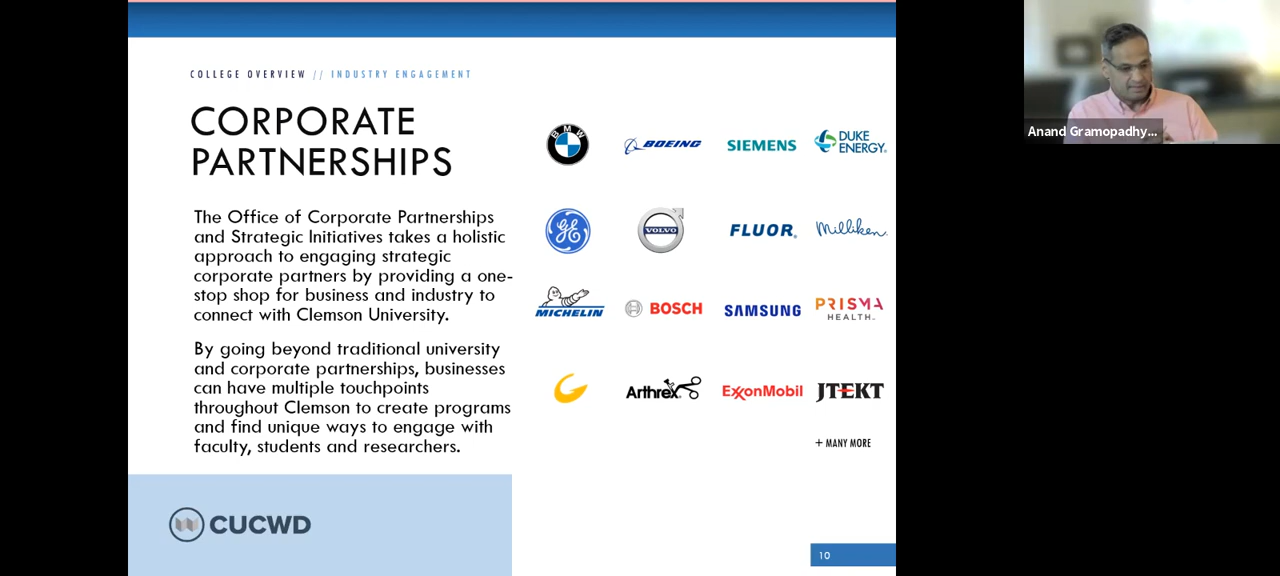 COLLEGE OVERVIEW // INDUSTRY ENGAGEMENT
CORPORATE
PARTNERSHIPS
The Office of Corporate Partnerships
and Strategic Initiatives takes a holistic
approach to engaging strategic
corporate partners by providing a one-
stop shop for business and industry to
connect with Clemson University.
By going beyond traditional university
and corporate partnerships, businesses
can have multiple touchpoints
throughout Clemson to create programs
and find unique ways to engage with
faculty, students and researchers.
BMW
BOEING
SIEMENS
DUKE
ENERGY®
GE
VOLVO
FLUOR®
Milliken
MICHELIN
BOSCH
SAMSUNG
PRISMA
HEALTH
Arthrex
ExxonMobil
JTEKT
+ MANY MORE
CUCWD
10
Anand Gramopadhy...